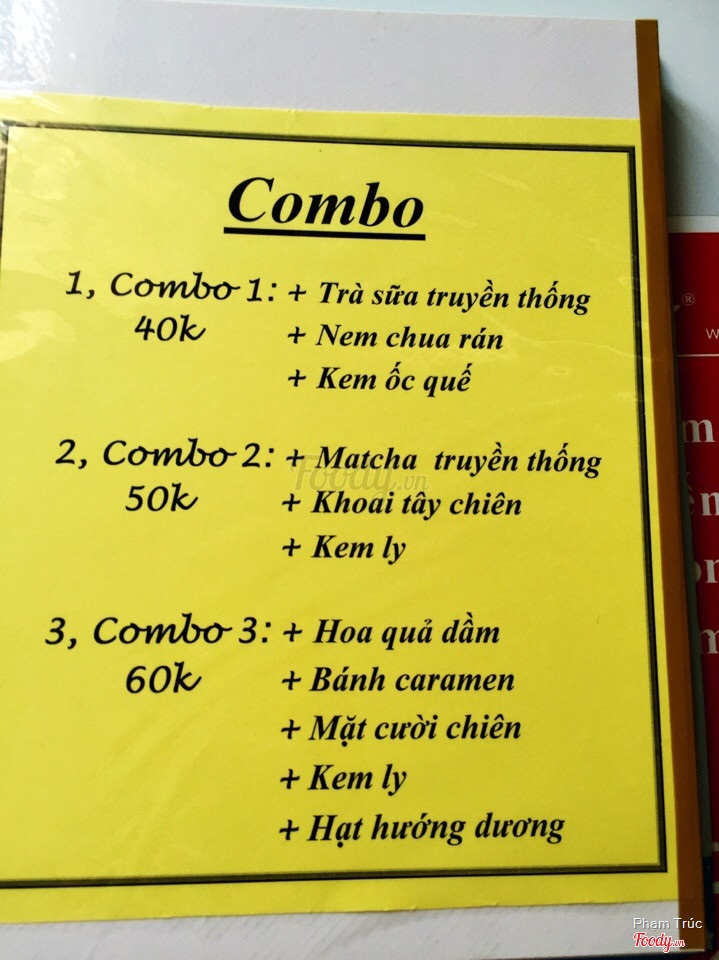 Combo
1, Combo 1: + Trà sữa truyền thống
40k + Nem chua rán
+ Kem ốc quế
2, Combo 2: + Matcha truyền thống
50k + Khoai tây chiên
+ Kem ly
3, Combo 3: + Hoa quả dầm
60k + Bánh caramen
+ Mặt cười chiên
+ Kem ly
+ Hạt hướng dương
Foody.vn
Phạm Trúc
Foody.vn